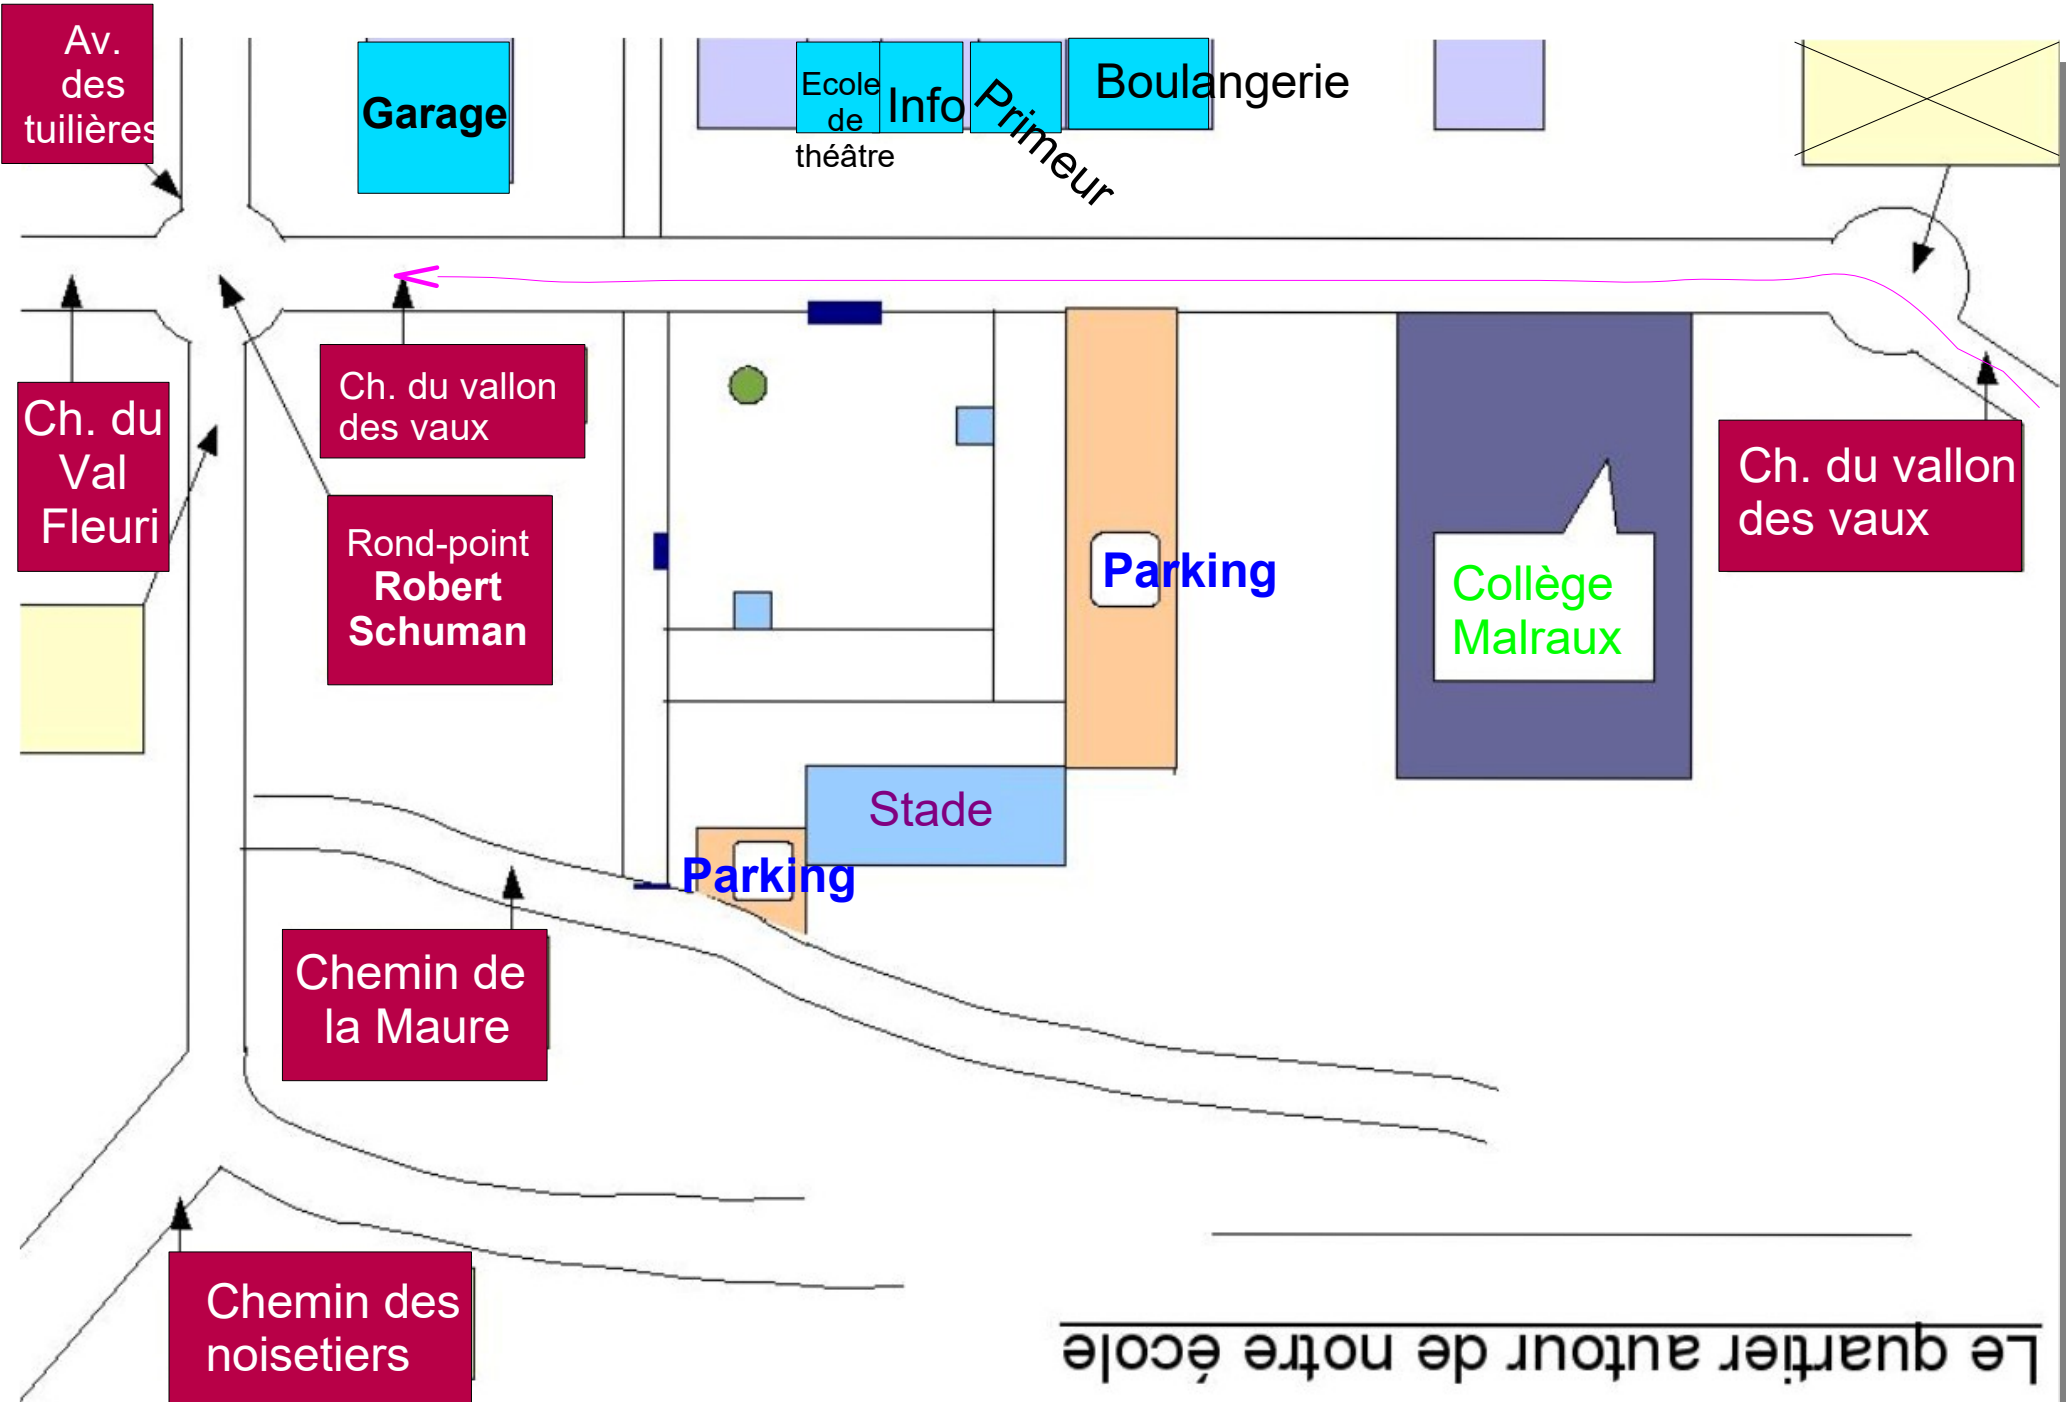 Av.
des
tuilières
Garage
Ecole
de
théâtre
Info
Primeur
Boulangerie
Ch. du
Val
Fleuri
Ch. du vallon
des vaux
Rond-point
Robert
Schuman
Parking
Collège
Malraux
Ch. du vallon
des vaux
Stade
Parking
Chemin de
la Maure
Chemin des
noisetiers
Le quartier autour de notre école